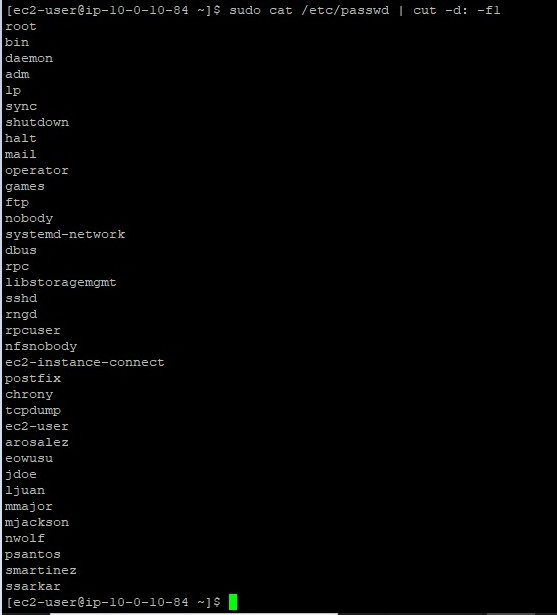 [ec2-user@ip-10-0-10-84 ~]$ sudo cat /etc/passwd | cut -d: -f1
root
bin
daemon
adm
lp
sync
shutdown
halt
mail
operator
games
ftp
nobody
systemd-network
dbus
rpc
libstoragemgmt
sshd
rngd
rpcuser
nfsnobody
ec2-instance-connect
postfix
chrony
tcpdump
ec2-user
arosalez
eowusu
jdoe
ljuan
mmajor
mjackson
nwolf
psantos
smartinez
ssarkar
[ec2-user@ip-10-0-10-84 ~]$